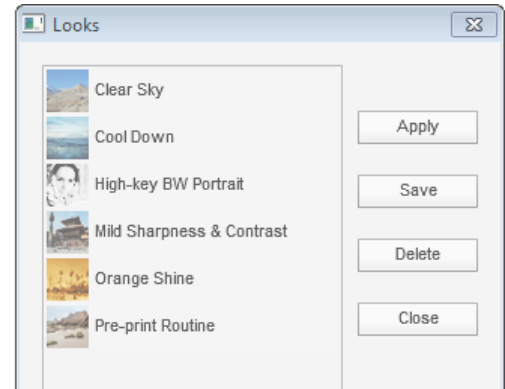 Looks
Clear Sky
Cool Down
High-key BW Portrait
Mild Sharpness & Contrast
Orange Shine
Pre-print Routine
Apply
Save
Delete
Close